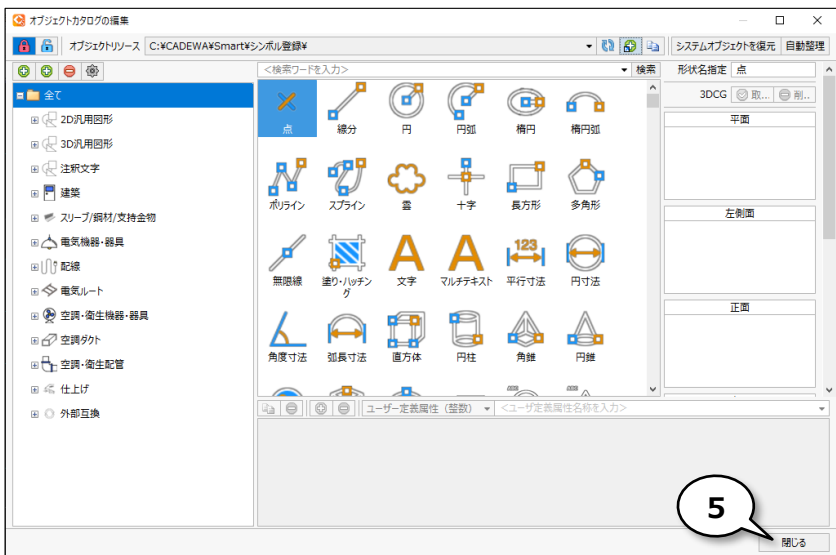 オブジェクトカタログの編集
オブジェクトリソース C:¥CADEWA¥Smart¥シンボル登録¥ システムオブジェクトを復元 自動整理
<検索ワードを入力> 検索 形状名指定 点
全て
3DCG 取... 削...
2D汎用図形
3D汎用図形
注釈文字
建築
スリーブ/鋼材/支持金物
電気機器・器具
配線
電気ルート
空調・衛生機器・器具
空調ダクト
空調・衛生配管
仕上げ
外部互換
点 線分 円 円弧 楕円 楕円弧
ポリライン スプライン 雲 十字 長方形 多角形
123
無限線 塗り・ハッチング 文字 マルチテキスト 平行寸法 円寸法
角度寸法 弧長寸法 直方体 円柱 角錐 円錐
平面
左側面
正面
ユーザー定義属性（整数） <ユーザ定義属性名称を入力>
5
閉じる